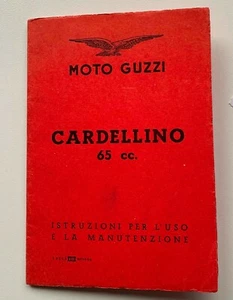 MOTO GUZZI
CARDELLINO
65 cc.
ISTRUZIONI PER L'USO
E LA MANUTENZIONE